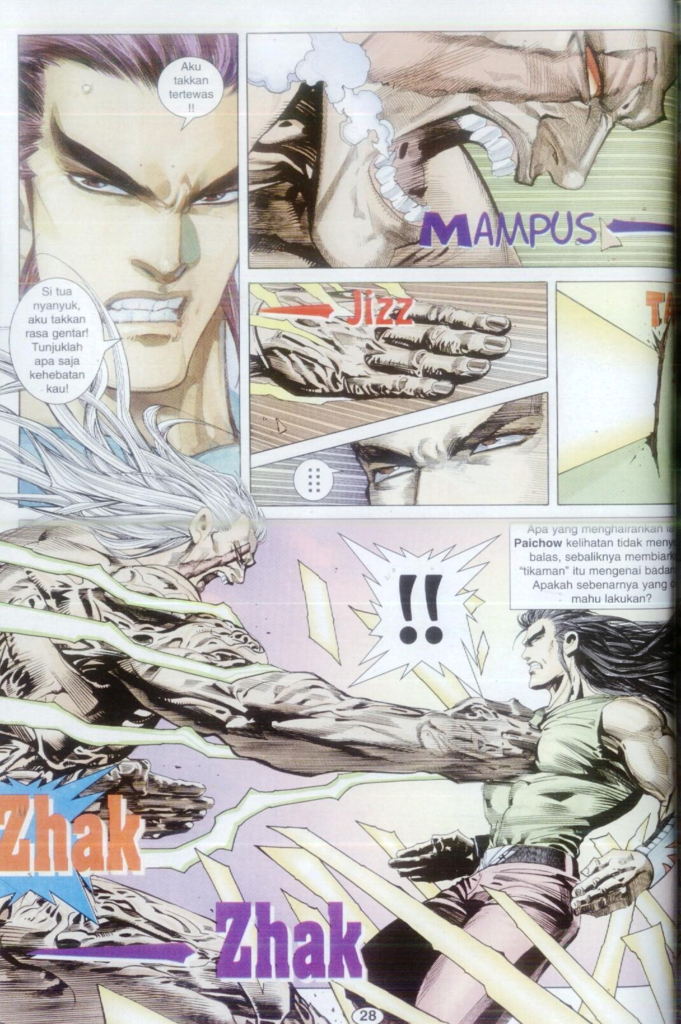 Aku
takkan
tertewas
!!
Si tua
nyanyuk,
aku takkan
rasa gentar!
Tunjuklah
apa saja
kehebatan
kau!
MAMPUS
Jizz
!!
Apa yang menghairankan
Paichow kelihatan tidak
balas, sebaliknya
"tikaman" itu mengenai
Apakah sebenarnya yang
mahu lakukan?
Zhak
Zhak
28